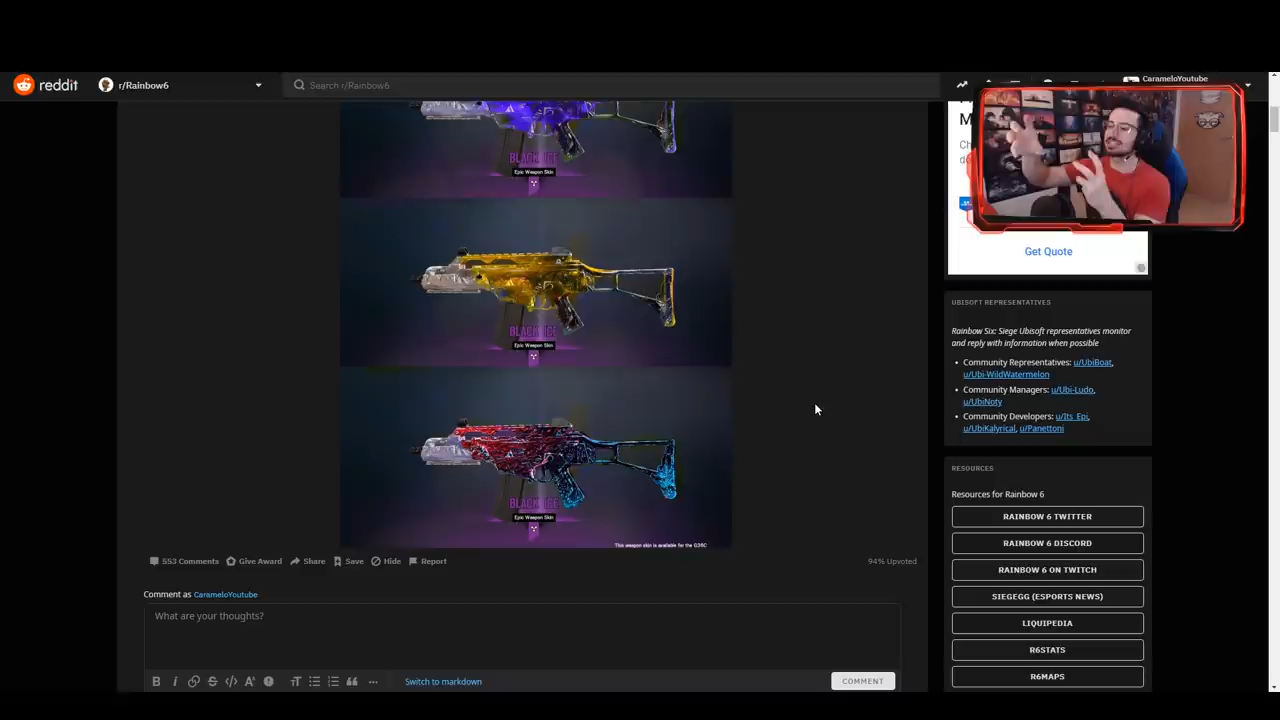 reddit
r/Rainbow6
Search r/Rainbow6
CarameloYoutube
BLACK ICE
Epic Weapon Skin
Get Quote
BLACK ICE
Epic Weapon Skin
BLACK ICE
Epic Weapon Skin
This weapon skin is available for the G36C
553 Comments
Give Award
Share
Save
Hide
Report
94% Upvoted
Comment as CarameloYoutube
What are your thoughts?
Switch to markdown
COMMENT
UBISOFT REPRESENTATIVES
Rainbow Six: Siege Ubisoft representatives monitor
and reply with information when possible
Community Representatives: u/UbiBoat,
u/Ubi-WildWatermelon
Community Managers: u/Ubi-Ludo,
u/UbiNoty
Community Developers: u/Its_Epi,
u/UbiKalyrical, u/Panettoni
RESOURCES
Resources for Rainbow 6
RAINBOW 6 TWITTER
RAINBOW 6 DISCORD
RAINBOW 6 ON TWITCH
SIEGEGG (ESPORTS NEWS)
LIQUIPEDIA
R6STATS
R6MAPS